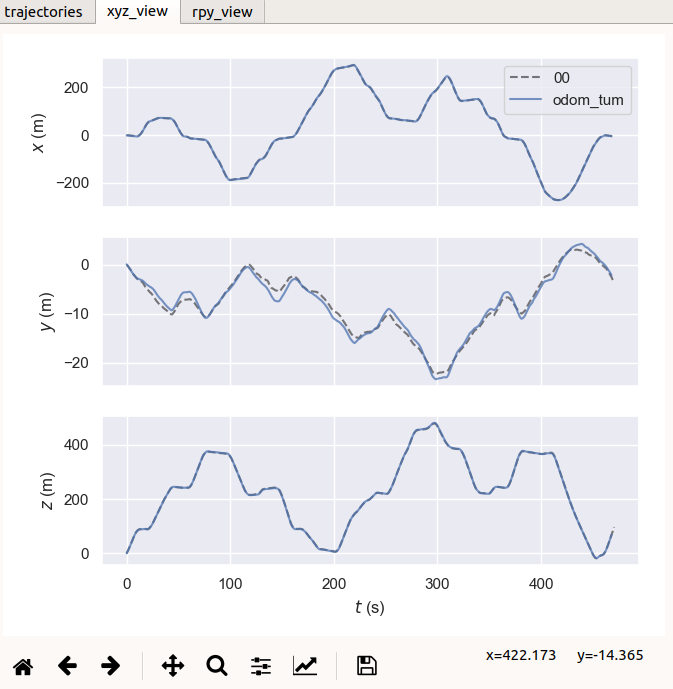 trajectories xyz_view rpy_view
200
0
−200
x (m)
00
odom_tum
0
−10
−20
y (m)
400
200
0
z (m)
0 100 200 300 400
t (s)
x=422.173 y=-14.365